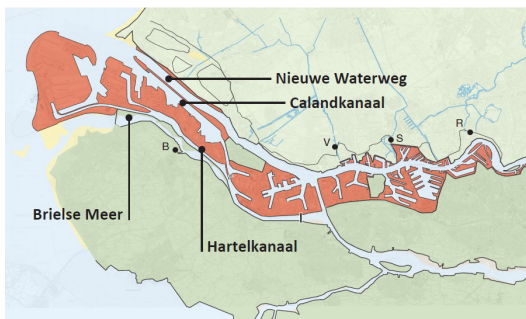 Nieuwe Waterweg
Calandkanaal
R
S
V
B
Brielse Meer
Hartelkanaal